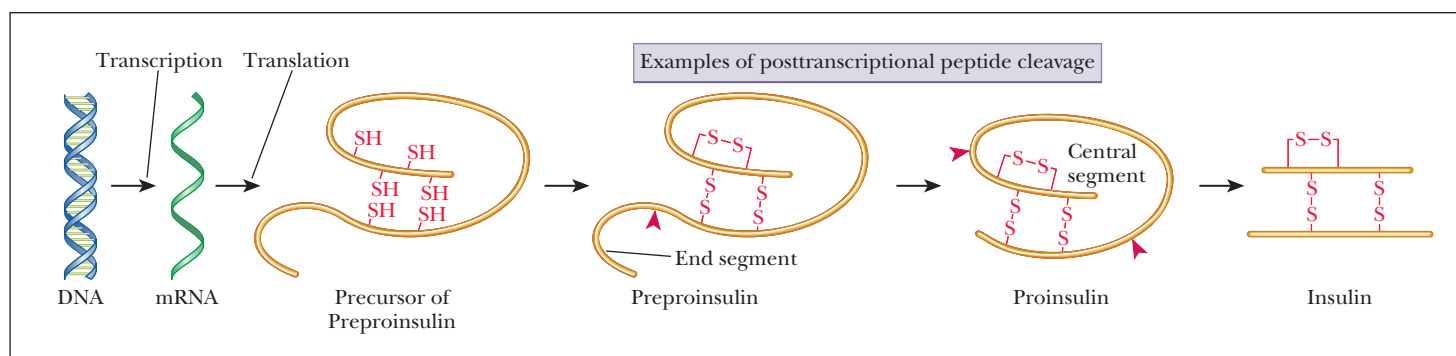 Examples of posttranscriptional peptide cleavage
Transcription
Translation
DNA
mRNA
SH
SH
SH
SH
SH
SH
Precursor of
Preproinsulin
S–S
S
S
S
S
End segment
Preproinsulin
S–S
Central
segment
S
S
S
S
Proinsulin
S–S
S
S
S
S
Insulin